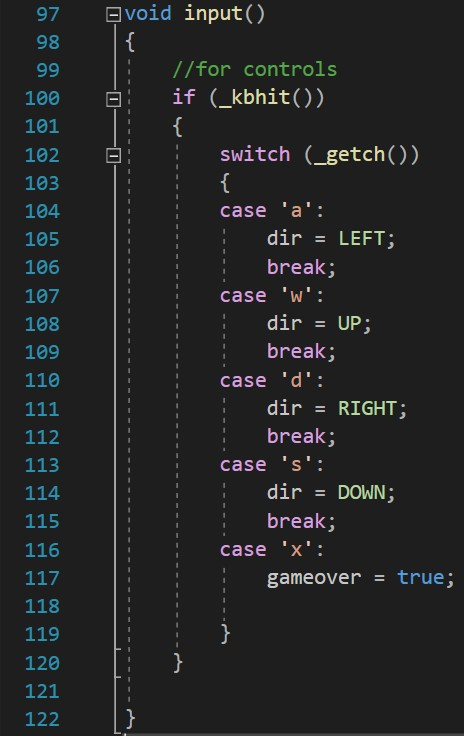 97 void input()
98 {
99 //for controls
100 if (_kbhit())
101 {
102 switch (_getch())
103 {
104 case 'a':
105 dir = LEFT;
106 break;
107 case 'w':
108 dir = UP;
109 break;
110 case 'd':
111 dir = RIGHT;
112 break;
113 case 's':
114 dir = DOWN;
115 break;
116 case 'x':
117 gameover = true;
118
119 }
120 }
121
122 }